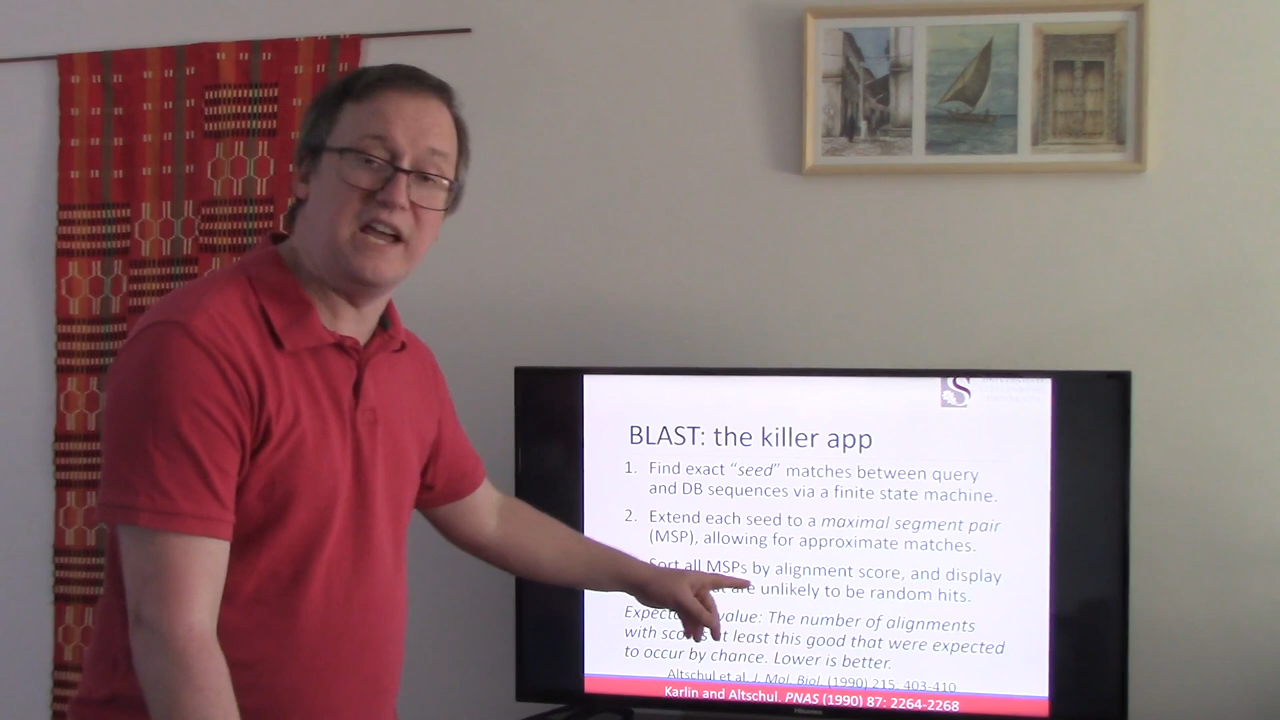 S
BLAST: the killer app
1. Find exact “seed” matches between query
and DB sequences via a finite state machine.
2. Extend each seed to a maximal segment pair
(MSP), allowing for approximate matches.
Sort all MSPs by alignment score, and display
are unlikely to be random hits.
value: The number of alignments
with scores at least this good that were expected
to occur by chance. Lower is better.
Altschul et al. J. Mol. Biol. (1990) 215: 403-410
Karlin and Altschul. PNAS (1990) 87: 2264-2268
Hisense